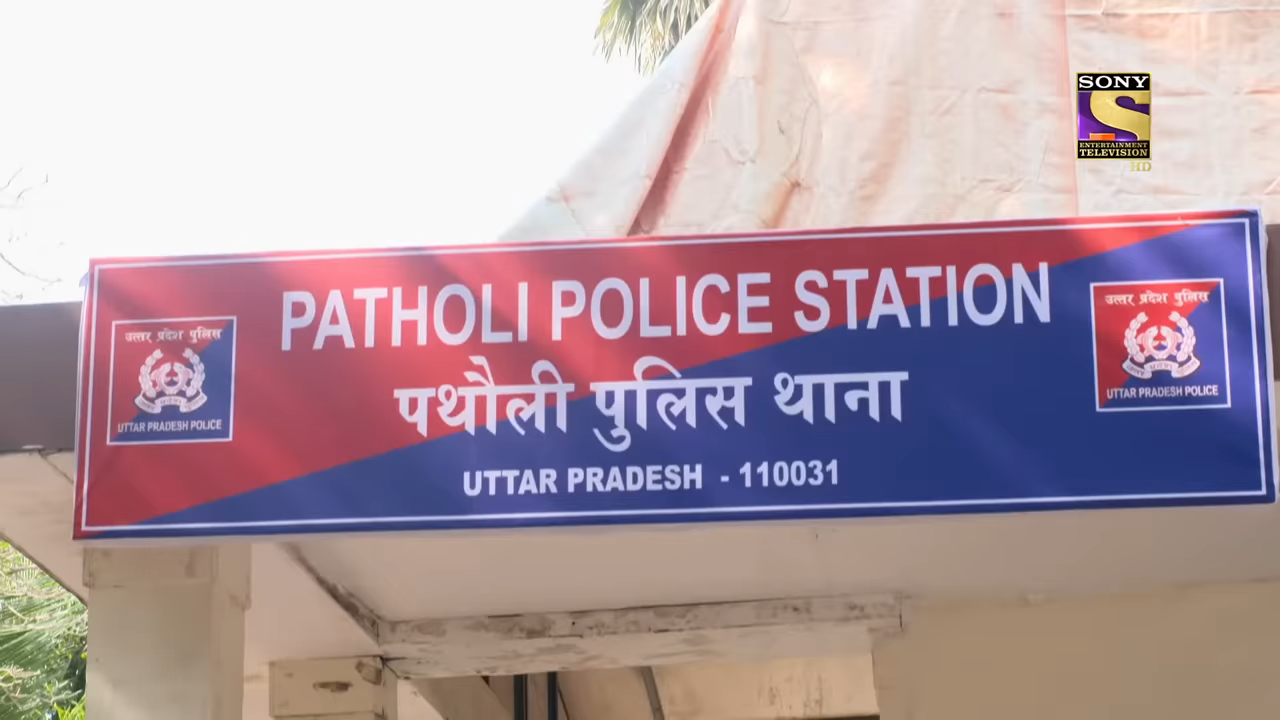 SONY
ENTERTAINMENT
TELEVISION
HD
PATHOLI POLICE STATION
पथौली पुलिस थाना
UTTAR PRADESH - 110031
उत्तर प्रदेश पुलिस
UTTAR PRADESH POLICE
उत्तर प्रदेश पुलिस
UTTAR PRADESH POLICE